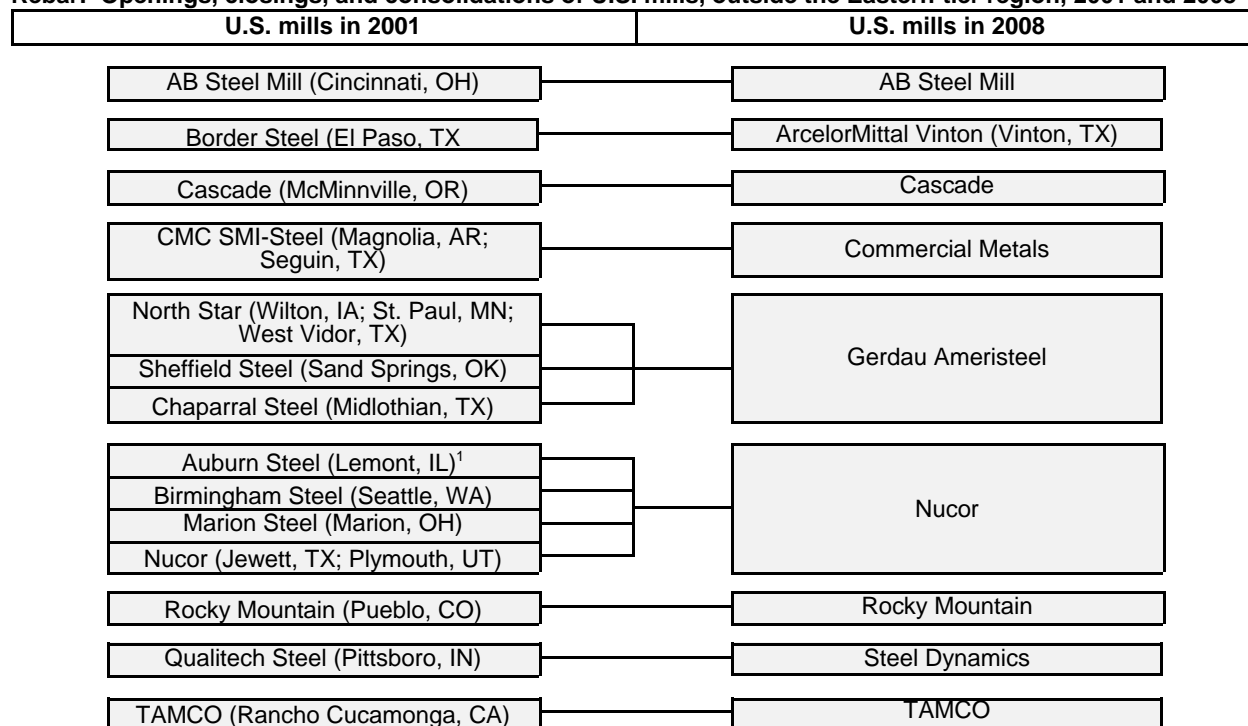 Rebar: Openings, closings, and consolidations of U.S. mills, outside the Eastern tier region, 2001 and 2008
U.S. mills in 2001
U.S. mills in 2008
AB Steel Mill (Cincinnati, OH)
AB Steel Mill
Border Steel (El Paso, TX
ArcelorMittal Vinton (Vinton, TX)
Cascade (McMinnville, OR)
Cascade
CMC SMI-Steel (Magnolia, AR;
Seguin, TX)
Commercial Metals
North Star (Wilton, IA; St. Paul, MN;
West Vidor, TX)
Sheffield Steel (Sand Springs, OK)
Chaparral Steel (Midlothian, TX)
Gerdau Ameristeel
Auburn Steel (Lemont, IL)¹
Birmingham Steel (Seattle, WA)
Marion Steel (Marion, OH)
Nucor (Jewett, TX; Plymouth, UT)
Nucor
Rocky Mountain (Pueblo, CO)
Rocky Mountain
Qualitech Steel (Pittsboro, IN)
Steel Dynamics
TAMCO (Rancho Cucamonga, CA)
TAMCO